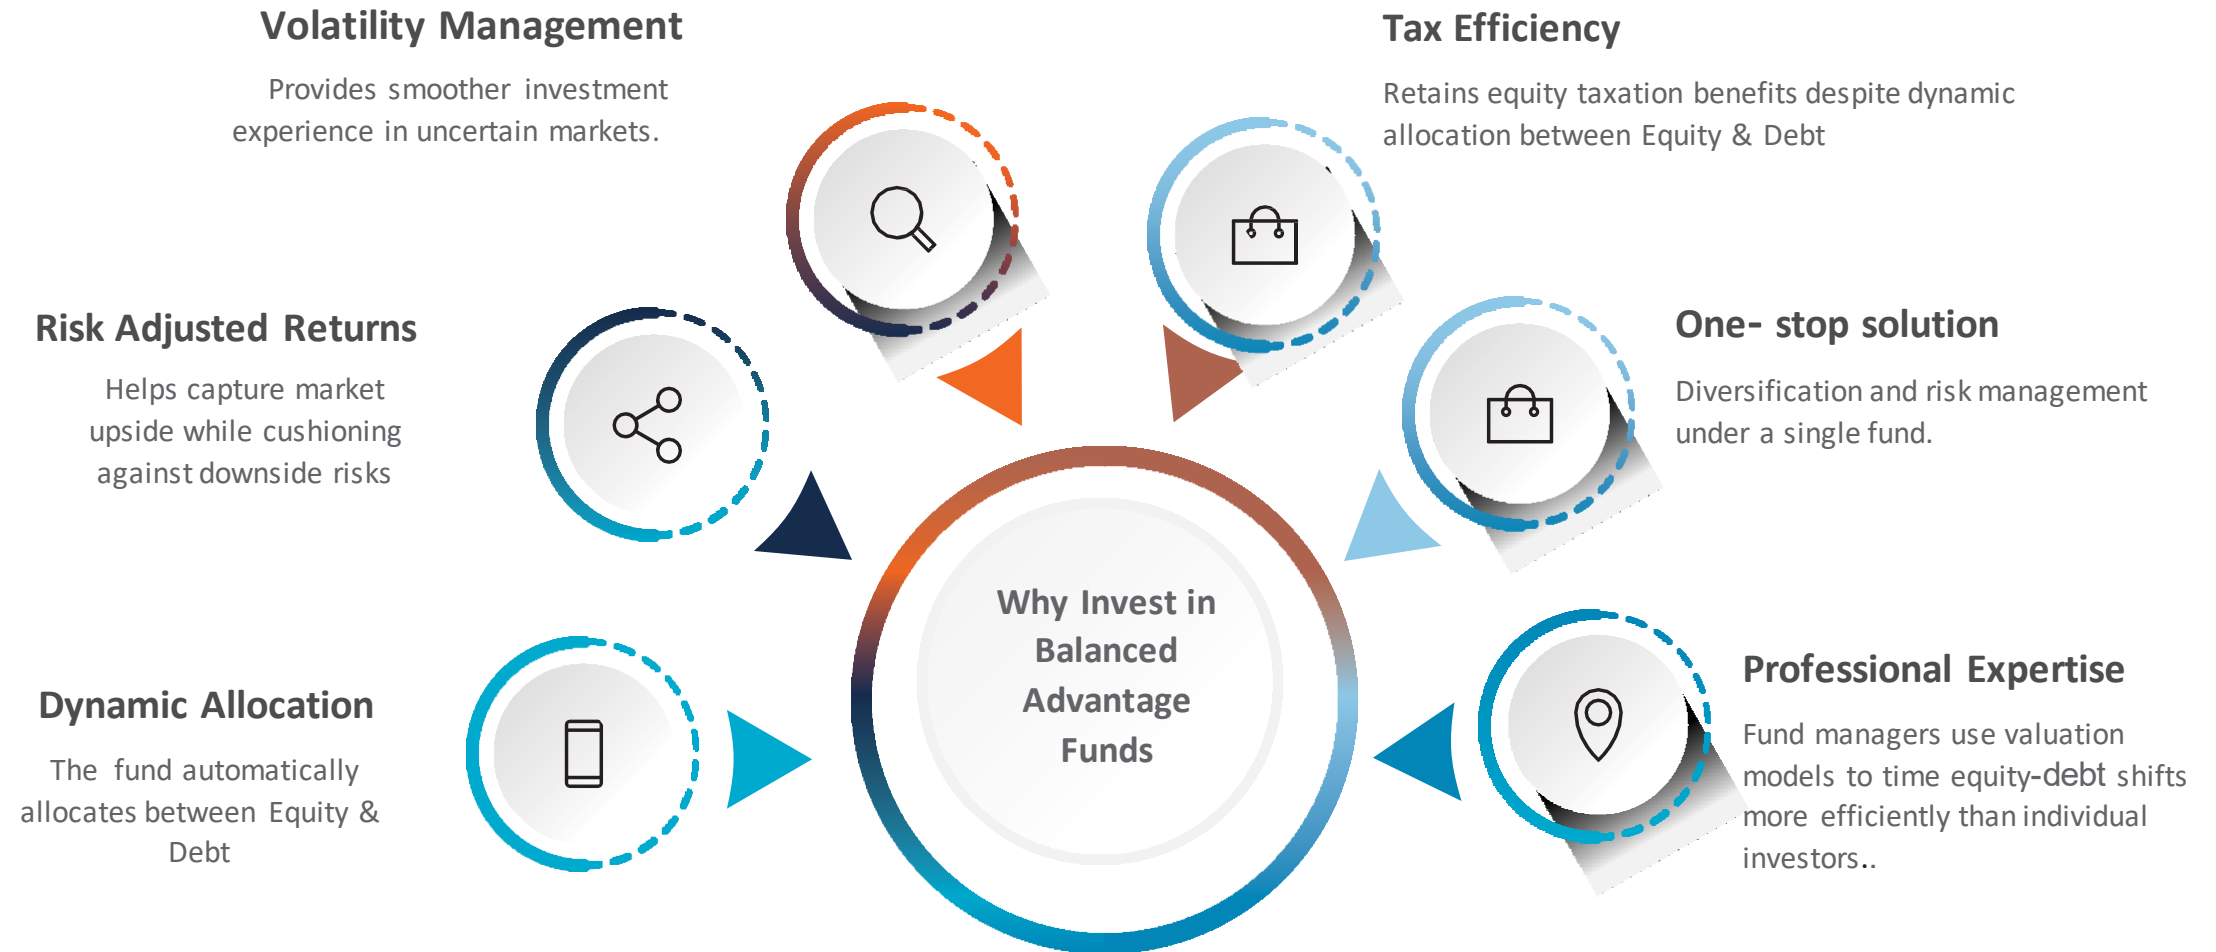 Volatility Management
Provides smoother investment
experience in uncertain markets.
Tax Efficiency
Retains equity taxation benefits despite dynamic
allocation between Equity & Debt
Risk Adjusted Returns
Helps capture market
upside while cushioning
against downside risks
One- stop solution
Diversification and risk management
under a single fund.
Why Invest in
Balanced
Advantage
Funds
Dynamic Allocation
The fund automatically
allocates between Equity &
Debt
Professional Expertise
Fund managers use valuation
models to time equity-debt shifts
more efficiently than individual
investors..